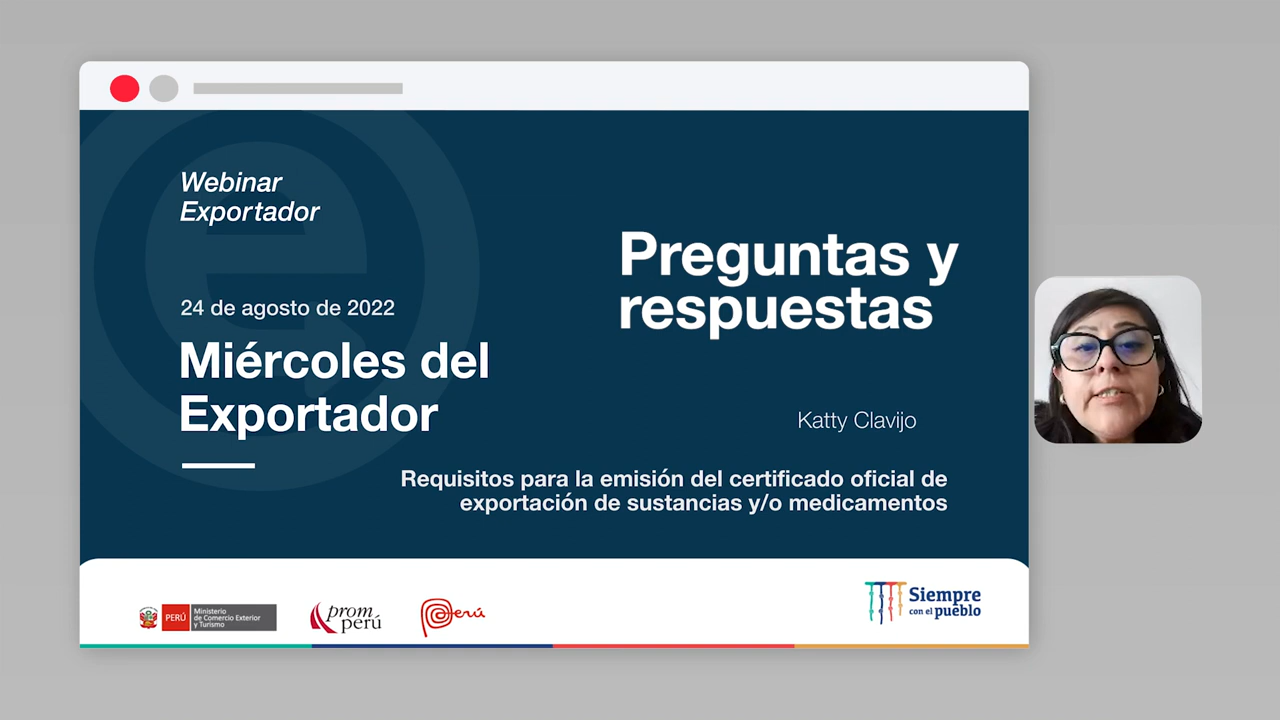 Webinar
Exportador
24 de agosto de 2022
Miércoles del
Exportador
Preguntas y
respuestas
Katty Clavijo
Requisitos para la emisión del certificado oficial de
exportación de sustancias y/o medicamentos
PERÚ
Ministerio
de Comercio Exterior
y Turismo
prom
perú
Perú
Siempre
con el pueblo